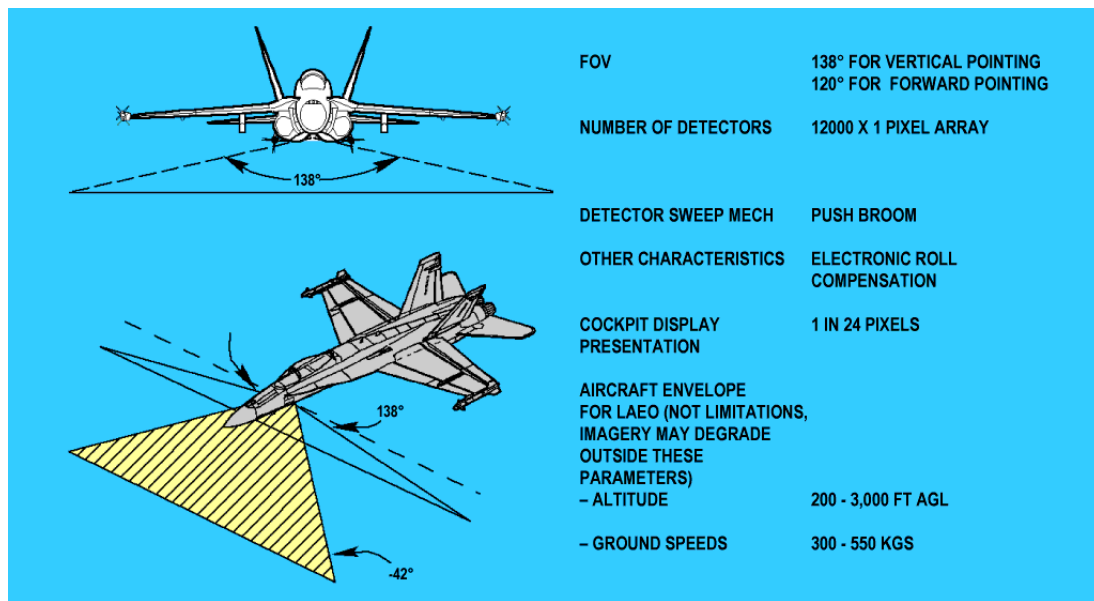 138°
138°
-42°
FOV 138° FOR VERTICAL POINTING
120° FOR FORWARD POINTING
NUMBER OF DETECTORS 12000 X 1 PIXEL ARRAY
DETECTOR SWEEP MECH PUSH BROOM
OTHER CHARACTERISTICS ELECTRONIC ROLL
COMPENSATION
COCKPIT DISPLAY 1 IN 24 PIXELS
PRESENTATION
AIRCRAFT ENVELOPE
FOR LAEO (NOT LIMITATIONS,
IMAGERY MAY DEGRADE
OUTSIDE THESE
PARAMETERS)
– ALTITUDE 200 - 3,000 FT AGL
– GROUND SPEEDS 300 - 550 KGS